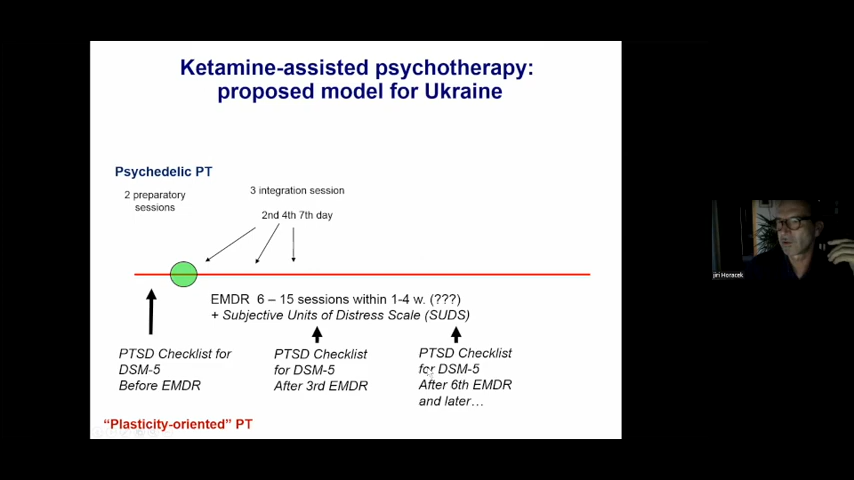 Ketamine-assisted psychotherapy:
proposed model for Ukraine
Psychedelic PT
2 preparatory
sessions
3 integration session
2nd 4th 7th day
EMDR 6 – 15 sessions within 1-4 w. (???)
+ Subjective Units of Distress Scale (SUDS)
PTSD Checklist for
DSM-5
Before EMDR
PTSD Checklist
for DSM-5
After 3rd EMDR
PTSD Checklist
for DSM-5
After 6th EMDR
and later…
“Plasticity-oriented” PT
jiri Horacek